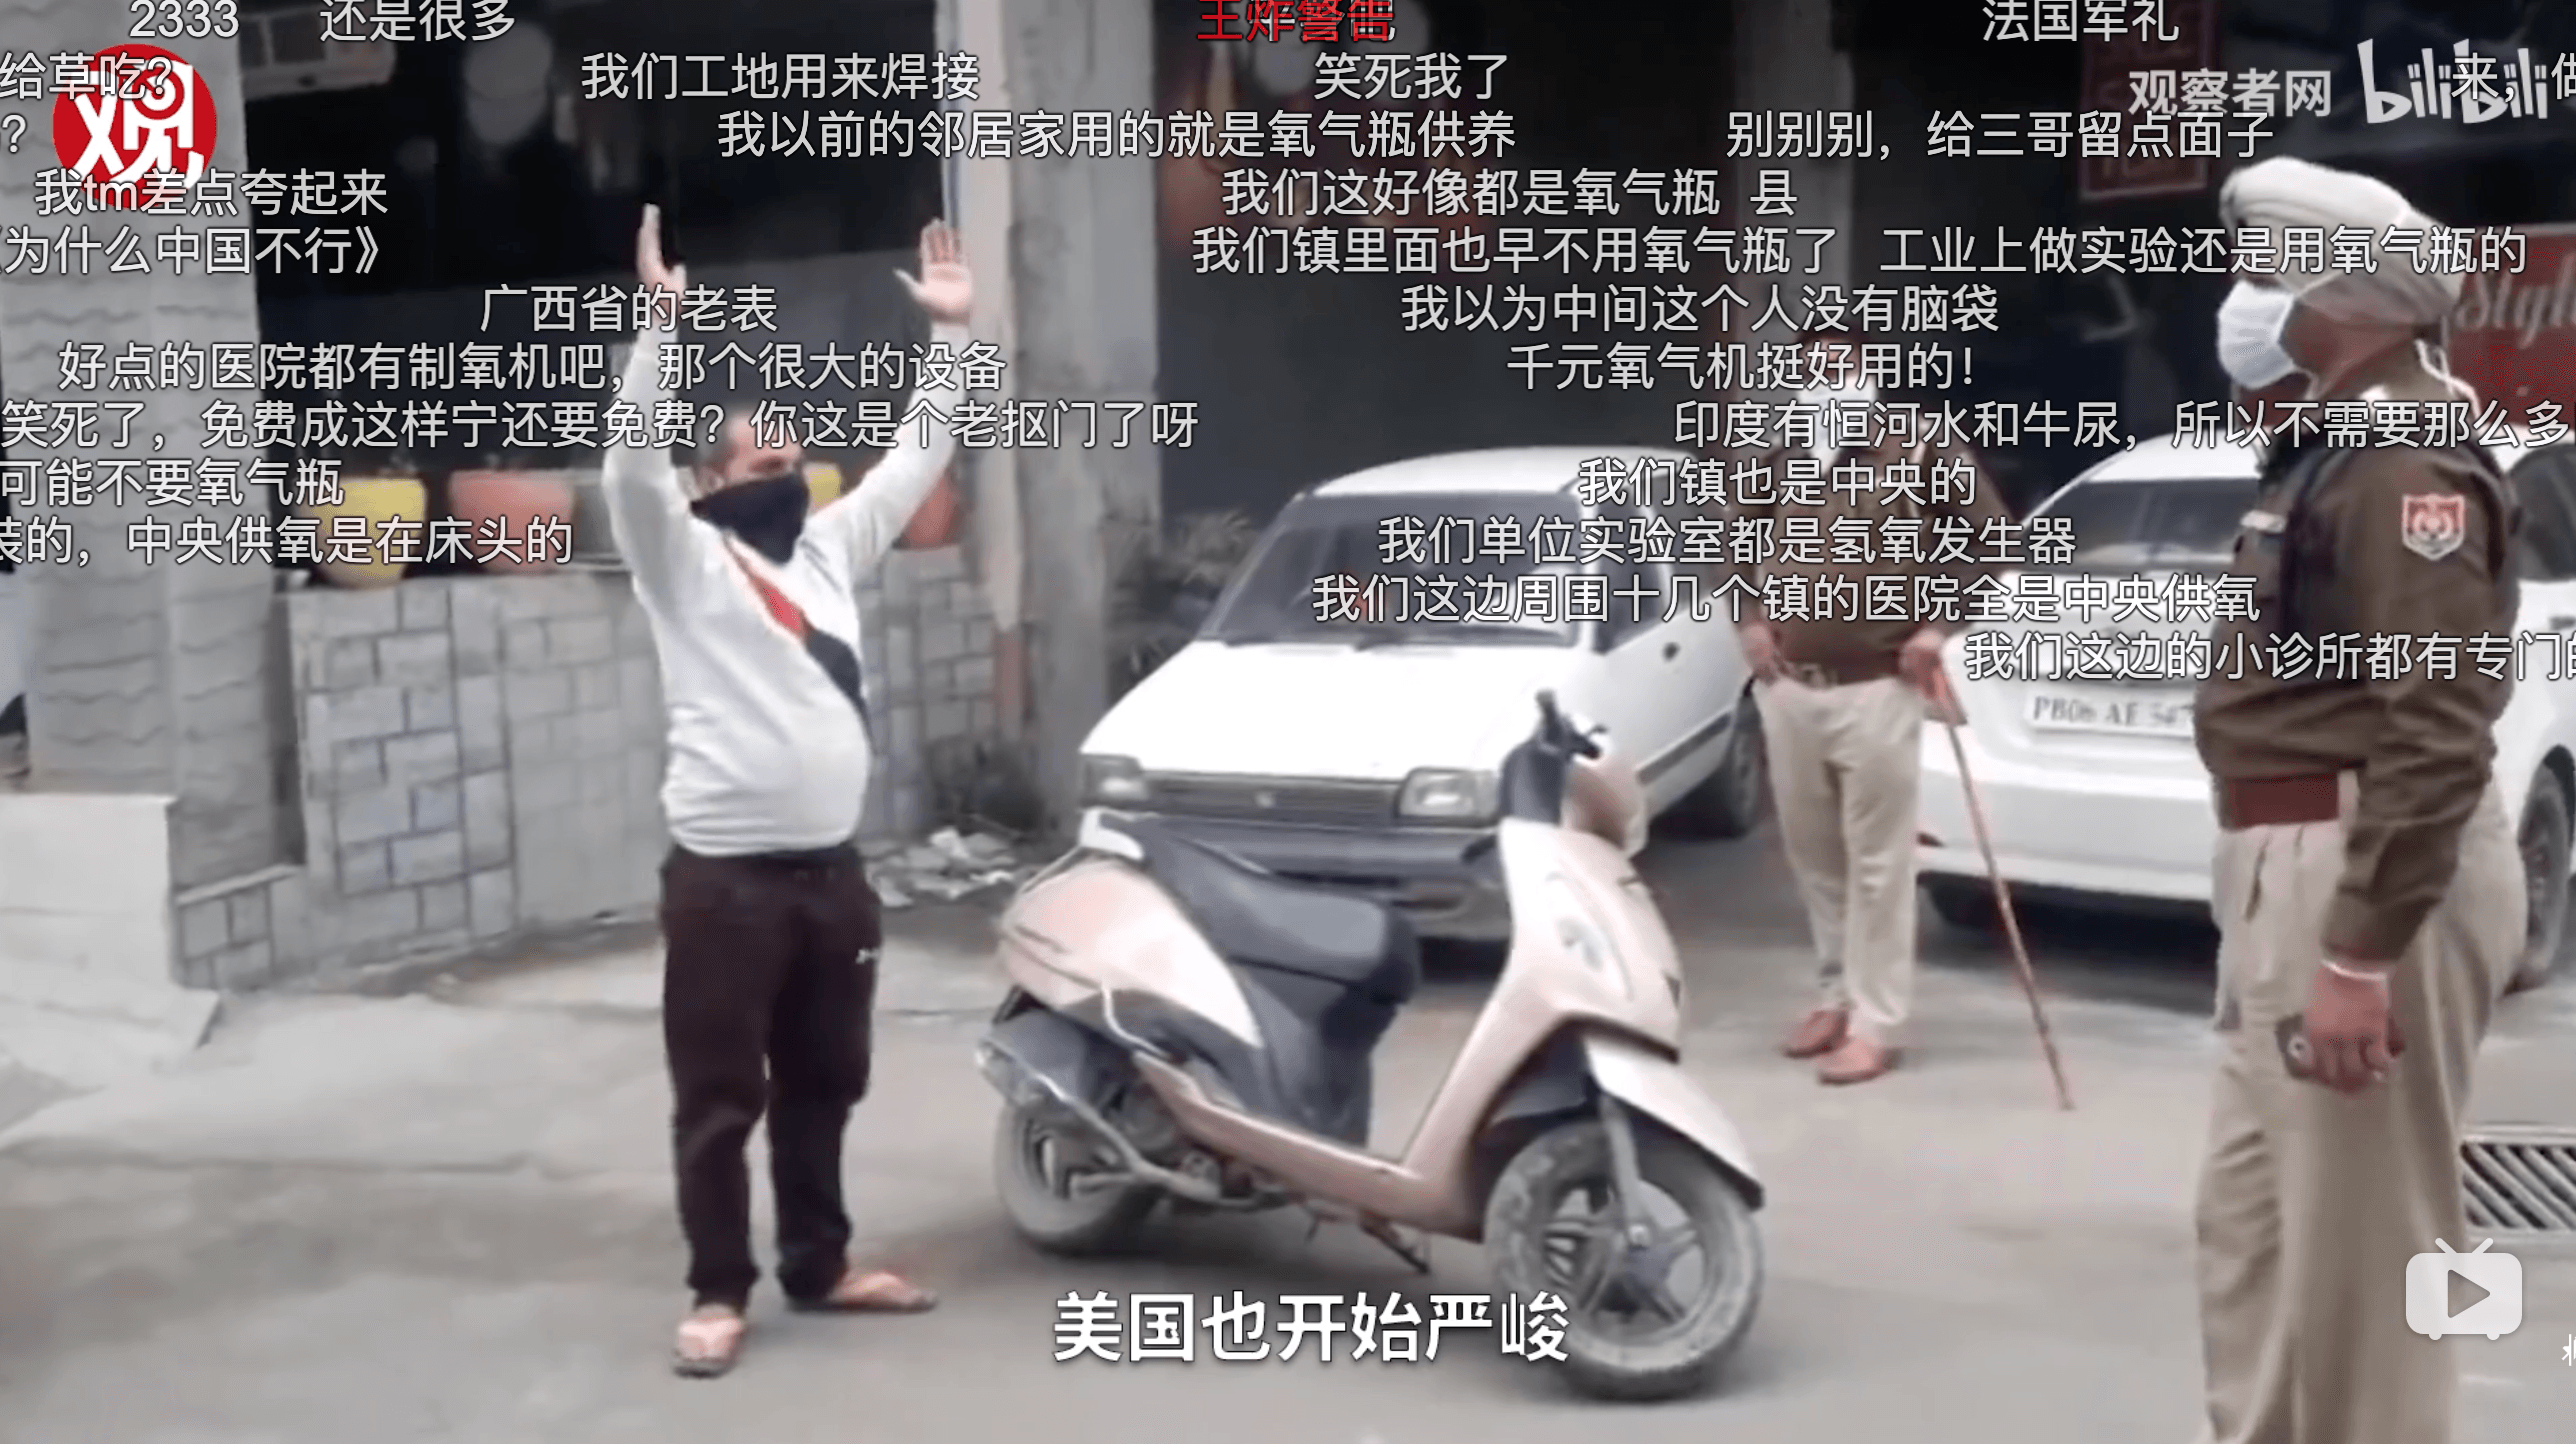 2333 还是很多 王炸警告 法国军礼
给草吃? 我们工地用来焊接 笑死我了 来,
观
观察者网 bilibili
? 我以前的邻居家用的就是氧气瓶供养 别别别,给三哥留点面子
我tm差点夸起来 我们这好像都是氧气瓶 县
为什么中国不行》 我们镇里面也早不用氧气瓶了 工业上做实验还是用氧气瓶的
广西省的老表 我以为中间这个人没有脑袋
Style
好点的医院都有制氧机吧,那个很大的设备 千元氧气机挺好用的!
笑死了,免费成这样宁还要免费?你这是个老抠门了呀 印度有恒河水和牛尿,所以不需要那么多
可能不要氧气瓶 我们镇也是中央的
装的,中央供氧是在床头的 我们单位实验室都是氢氧发生器
我们这边周围十几个镇的医院全是中央供氧
我们这边的小诊所都有专门
PB06 AE
美国也开始严峻